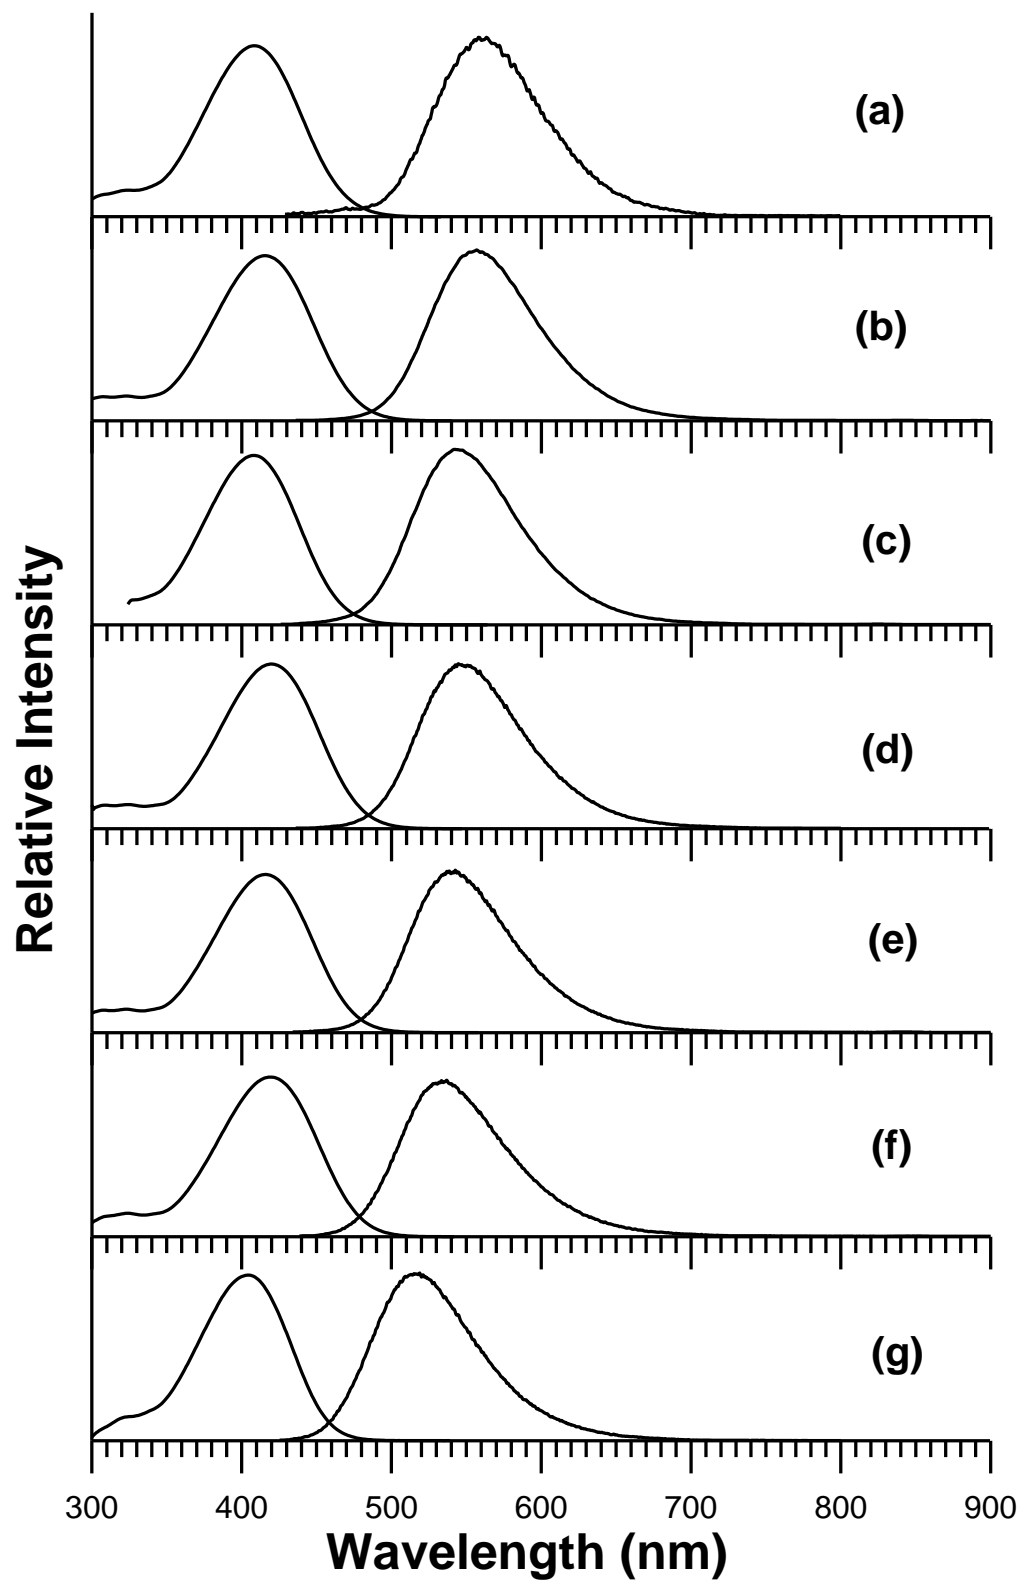 (a)
(b)
(c)
(d)
(e)
(f)
(g)
Relative Intensity
300 400 500 600 700 800 900
Wavelength (nm)